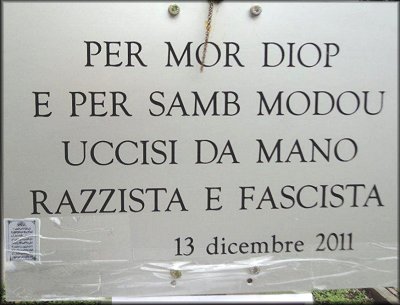 PER MOR DIOP
E PER SAMB MODOU
UCCISI DA MANO
RAZZISTA E FASCISTA
13 dicembre 2011